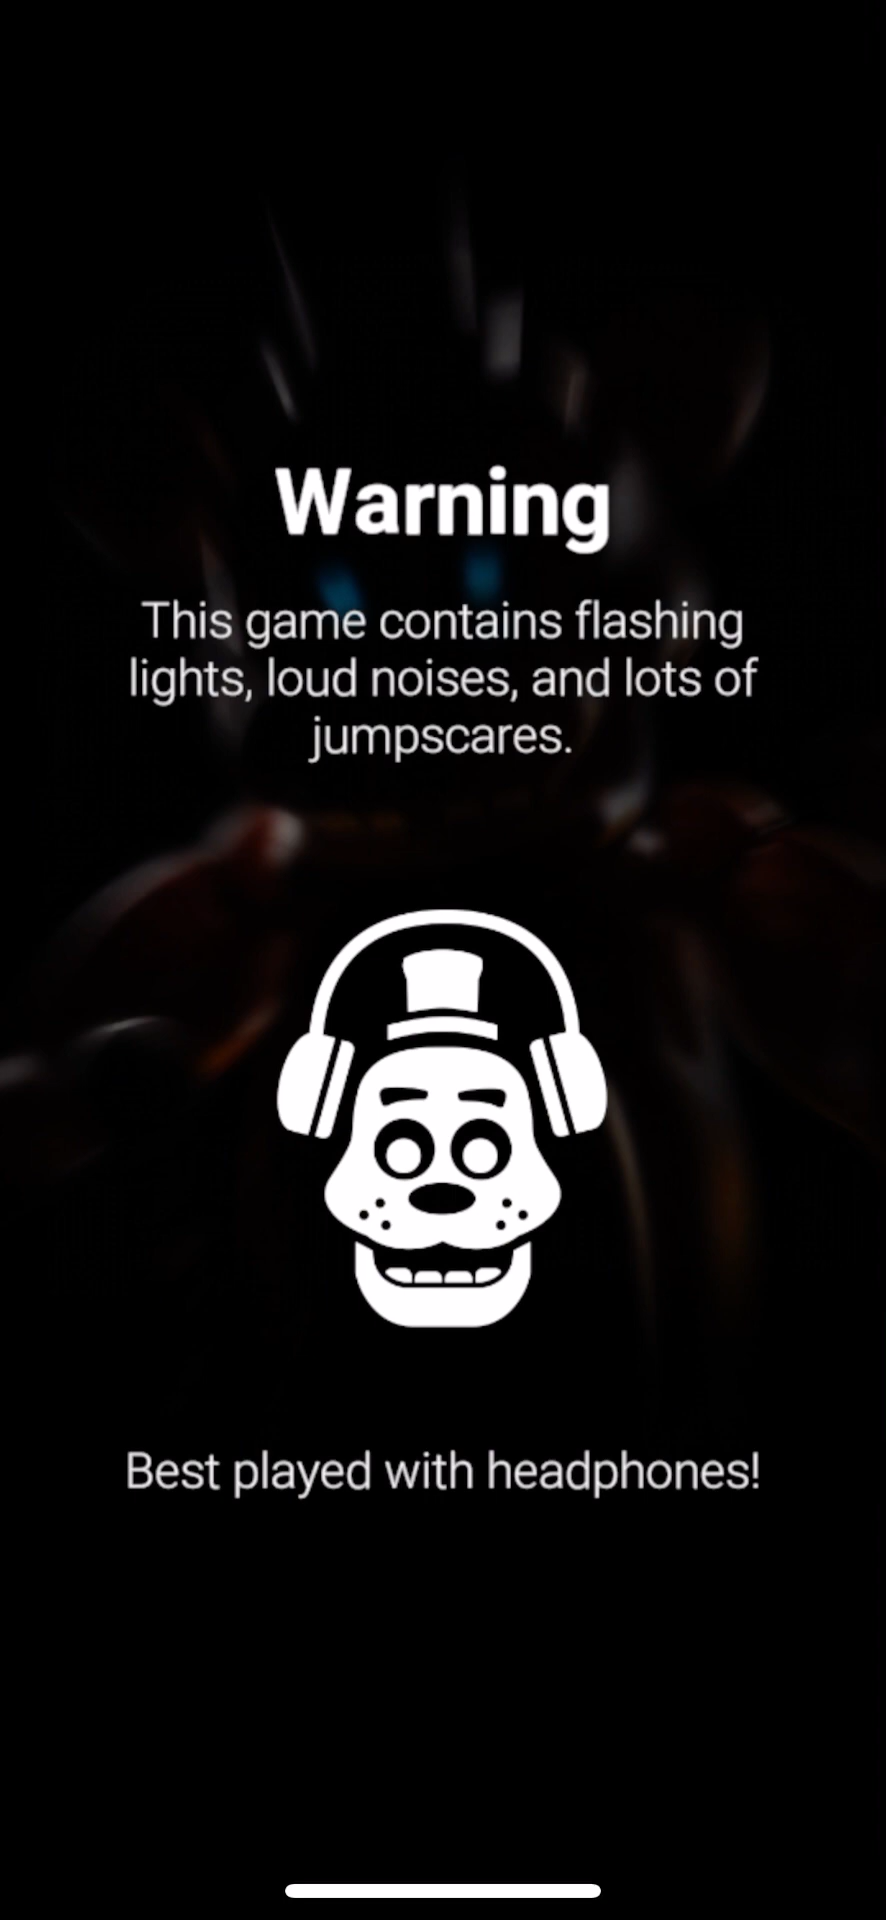 Warning
This game contains flashing
lights, loud noises, and lots of
jumpscares.
Best played with headphones!